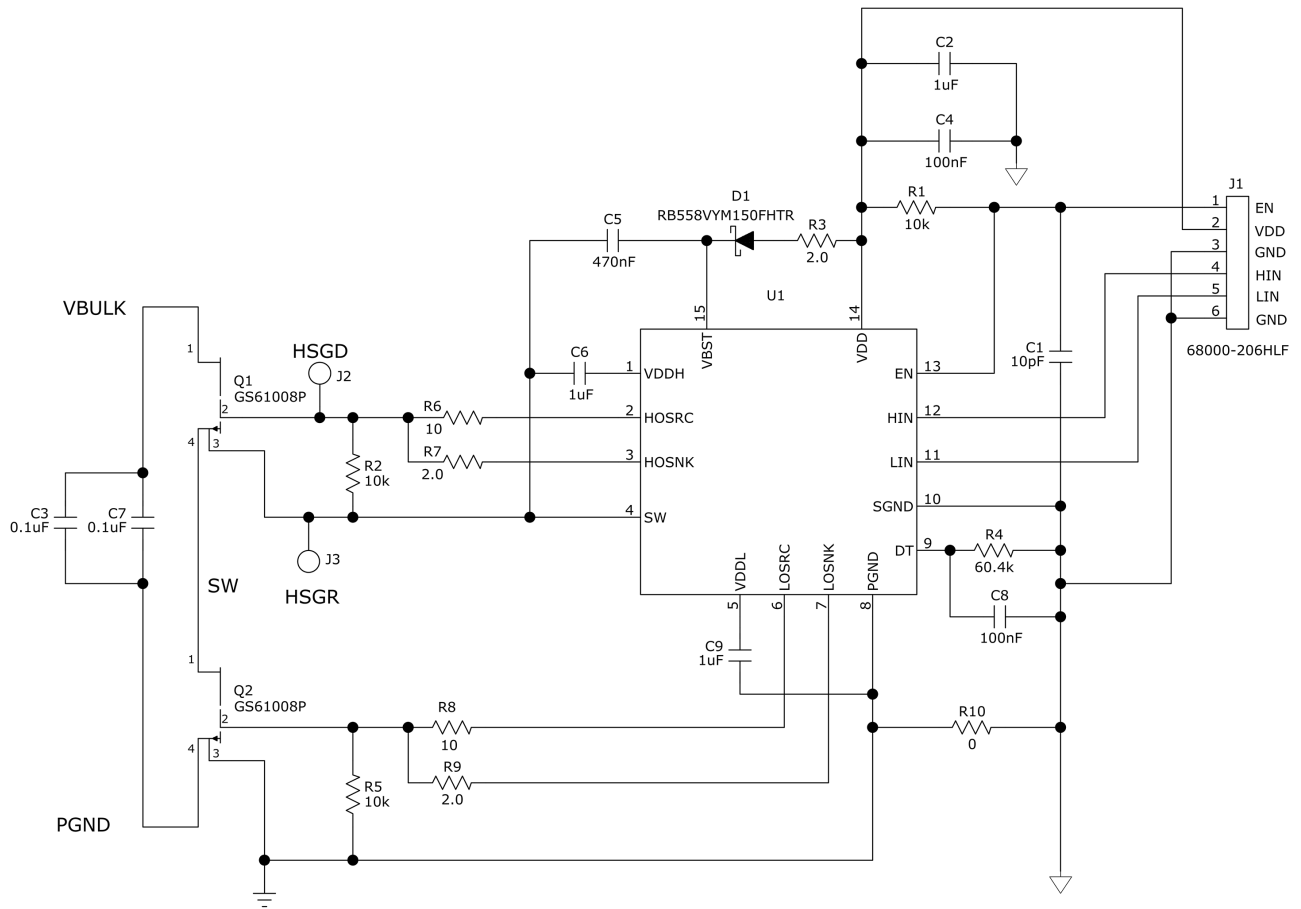 C2
1uF
C4
100nF
J1
1
EN
2
VDD
3
GND
4
HIN
5
LIN
6
GND
68000-206HLF
R1
10k
D1
RB558VYM150FHTR
R3
2.0
C5
470nF
U1
15
VBST
14
VDD
VBULK
1
HSGD
J2
Q1
GS61008P
2
3
4
C6
1uF
1
VDDH
R6
10
2
HOSRC
R7
2.0
3
HOSNK
R2
10k
4
SW
J3
HSGR
C3
0.1uF
C7
0.1uF
SW
EN
13
HIN
12
LIN
11
SGND
10
DT
9
C1
10pF
R4
60.4k
C8
100nF
VDDL
5
LOSRC
6
LOSNK
7
PGND
8
C9
1uF
1
Q2
GS61008P
2
3
4
R8
10
R9
2.0
R5
10k
R10
0
PGND